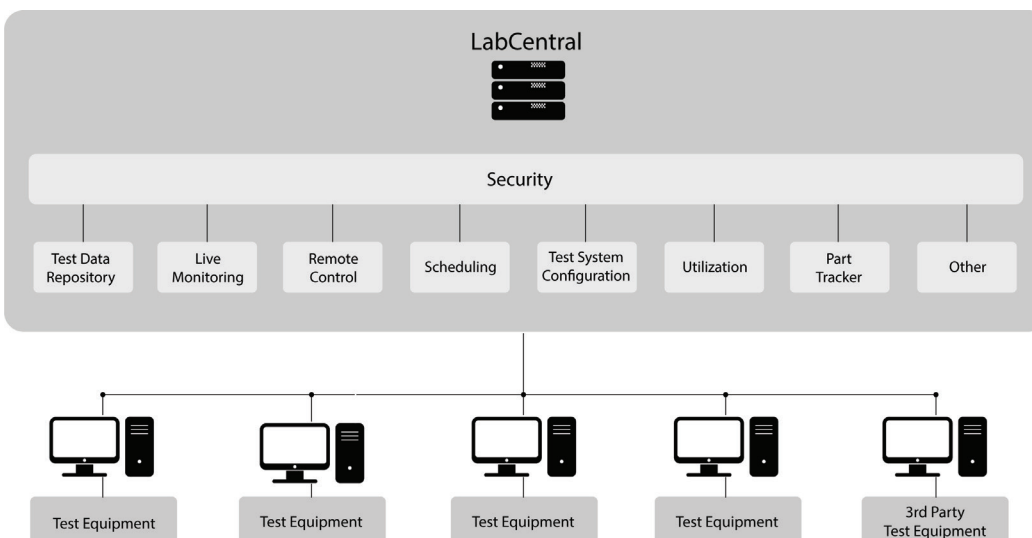 LabCentral
Security
Test Data
Repository
Live
Monitoring
Remote
Control
Scheduling
Test System
Configuration
Utilization
Part
Tracker
Other
Test Equipment
Test Equipment
Test Equipment
Test Equipment
3rd Party
Test Equipment